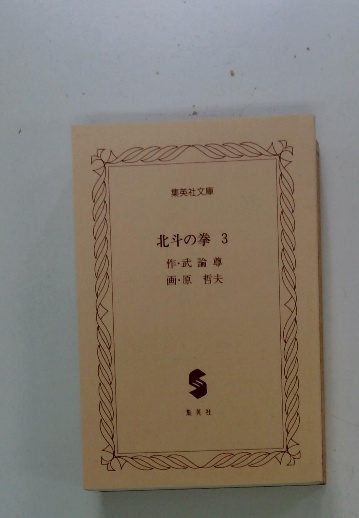 集英社文庫
北斗の拳 3
作・武論尊
画・原 哲夫
集英社